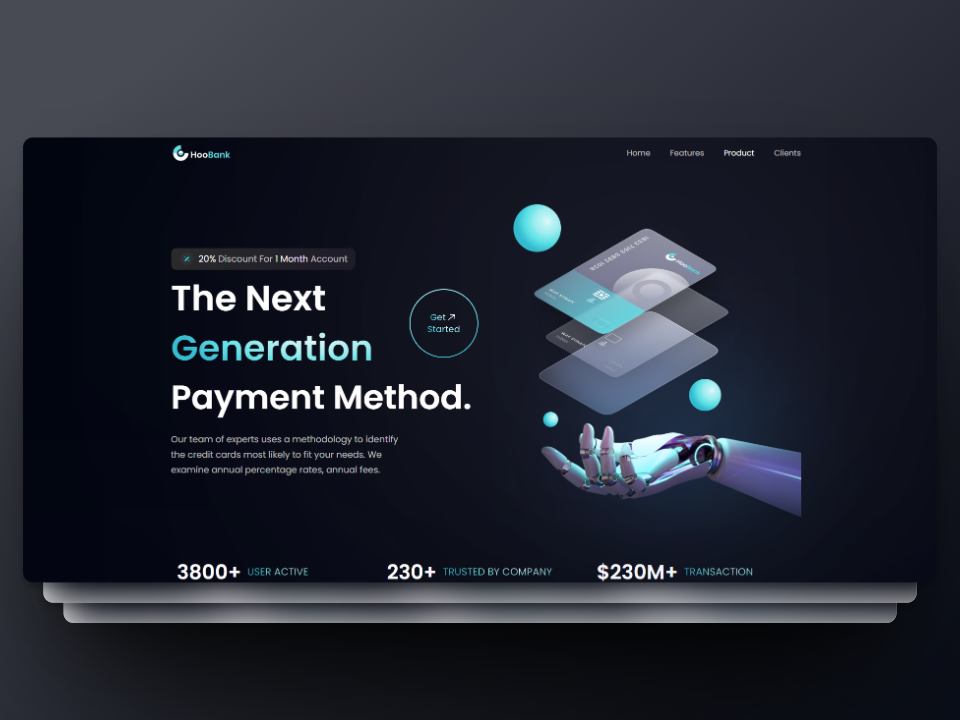 HooBank
Home Features Product Clients
20% Discount For 1 Month Account
The Next
Generation
Payment Method.
Get ↗
Started
Our team of experts uses a methodology to identify
the credit cards most likely to fit your needs. We
examine annual percentage rates, annual fees.
HooBank
3800+ USER ACTIVE
230+ TRUSTED BY COMPANY
$230M+ TRANSACTION